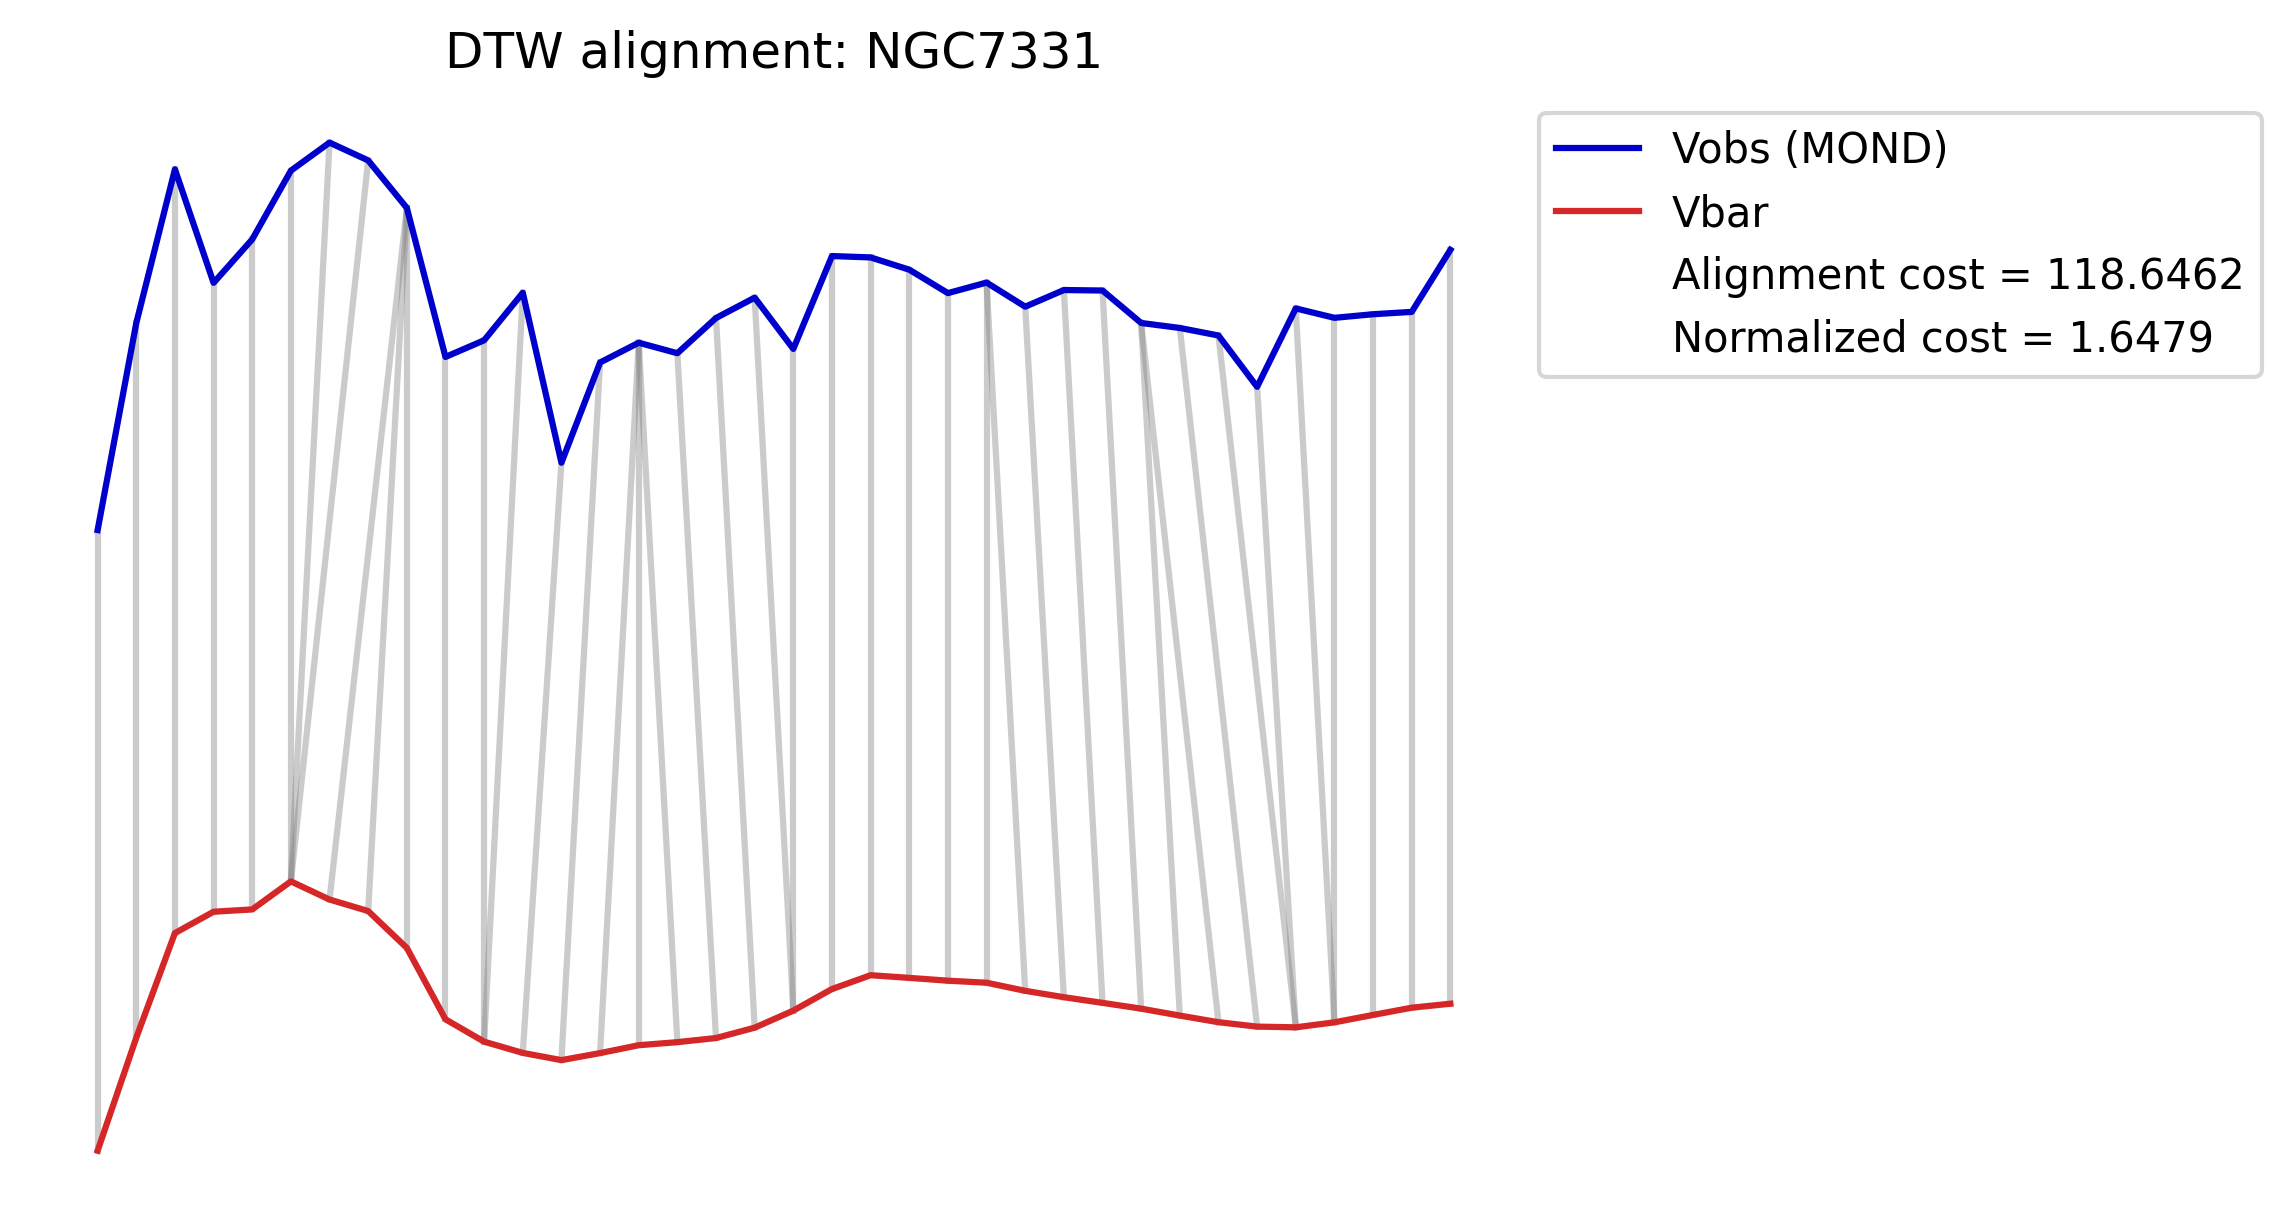 DTW alignment: NGC7331
Vobs (MOND)
Vbar
Alignment cost = 118.6462
Normalized cost = 1.6479